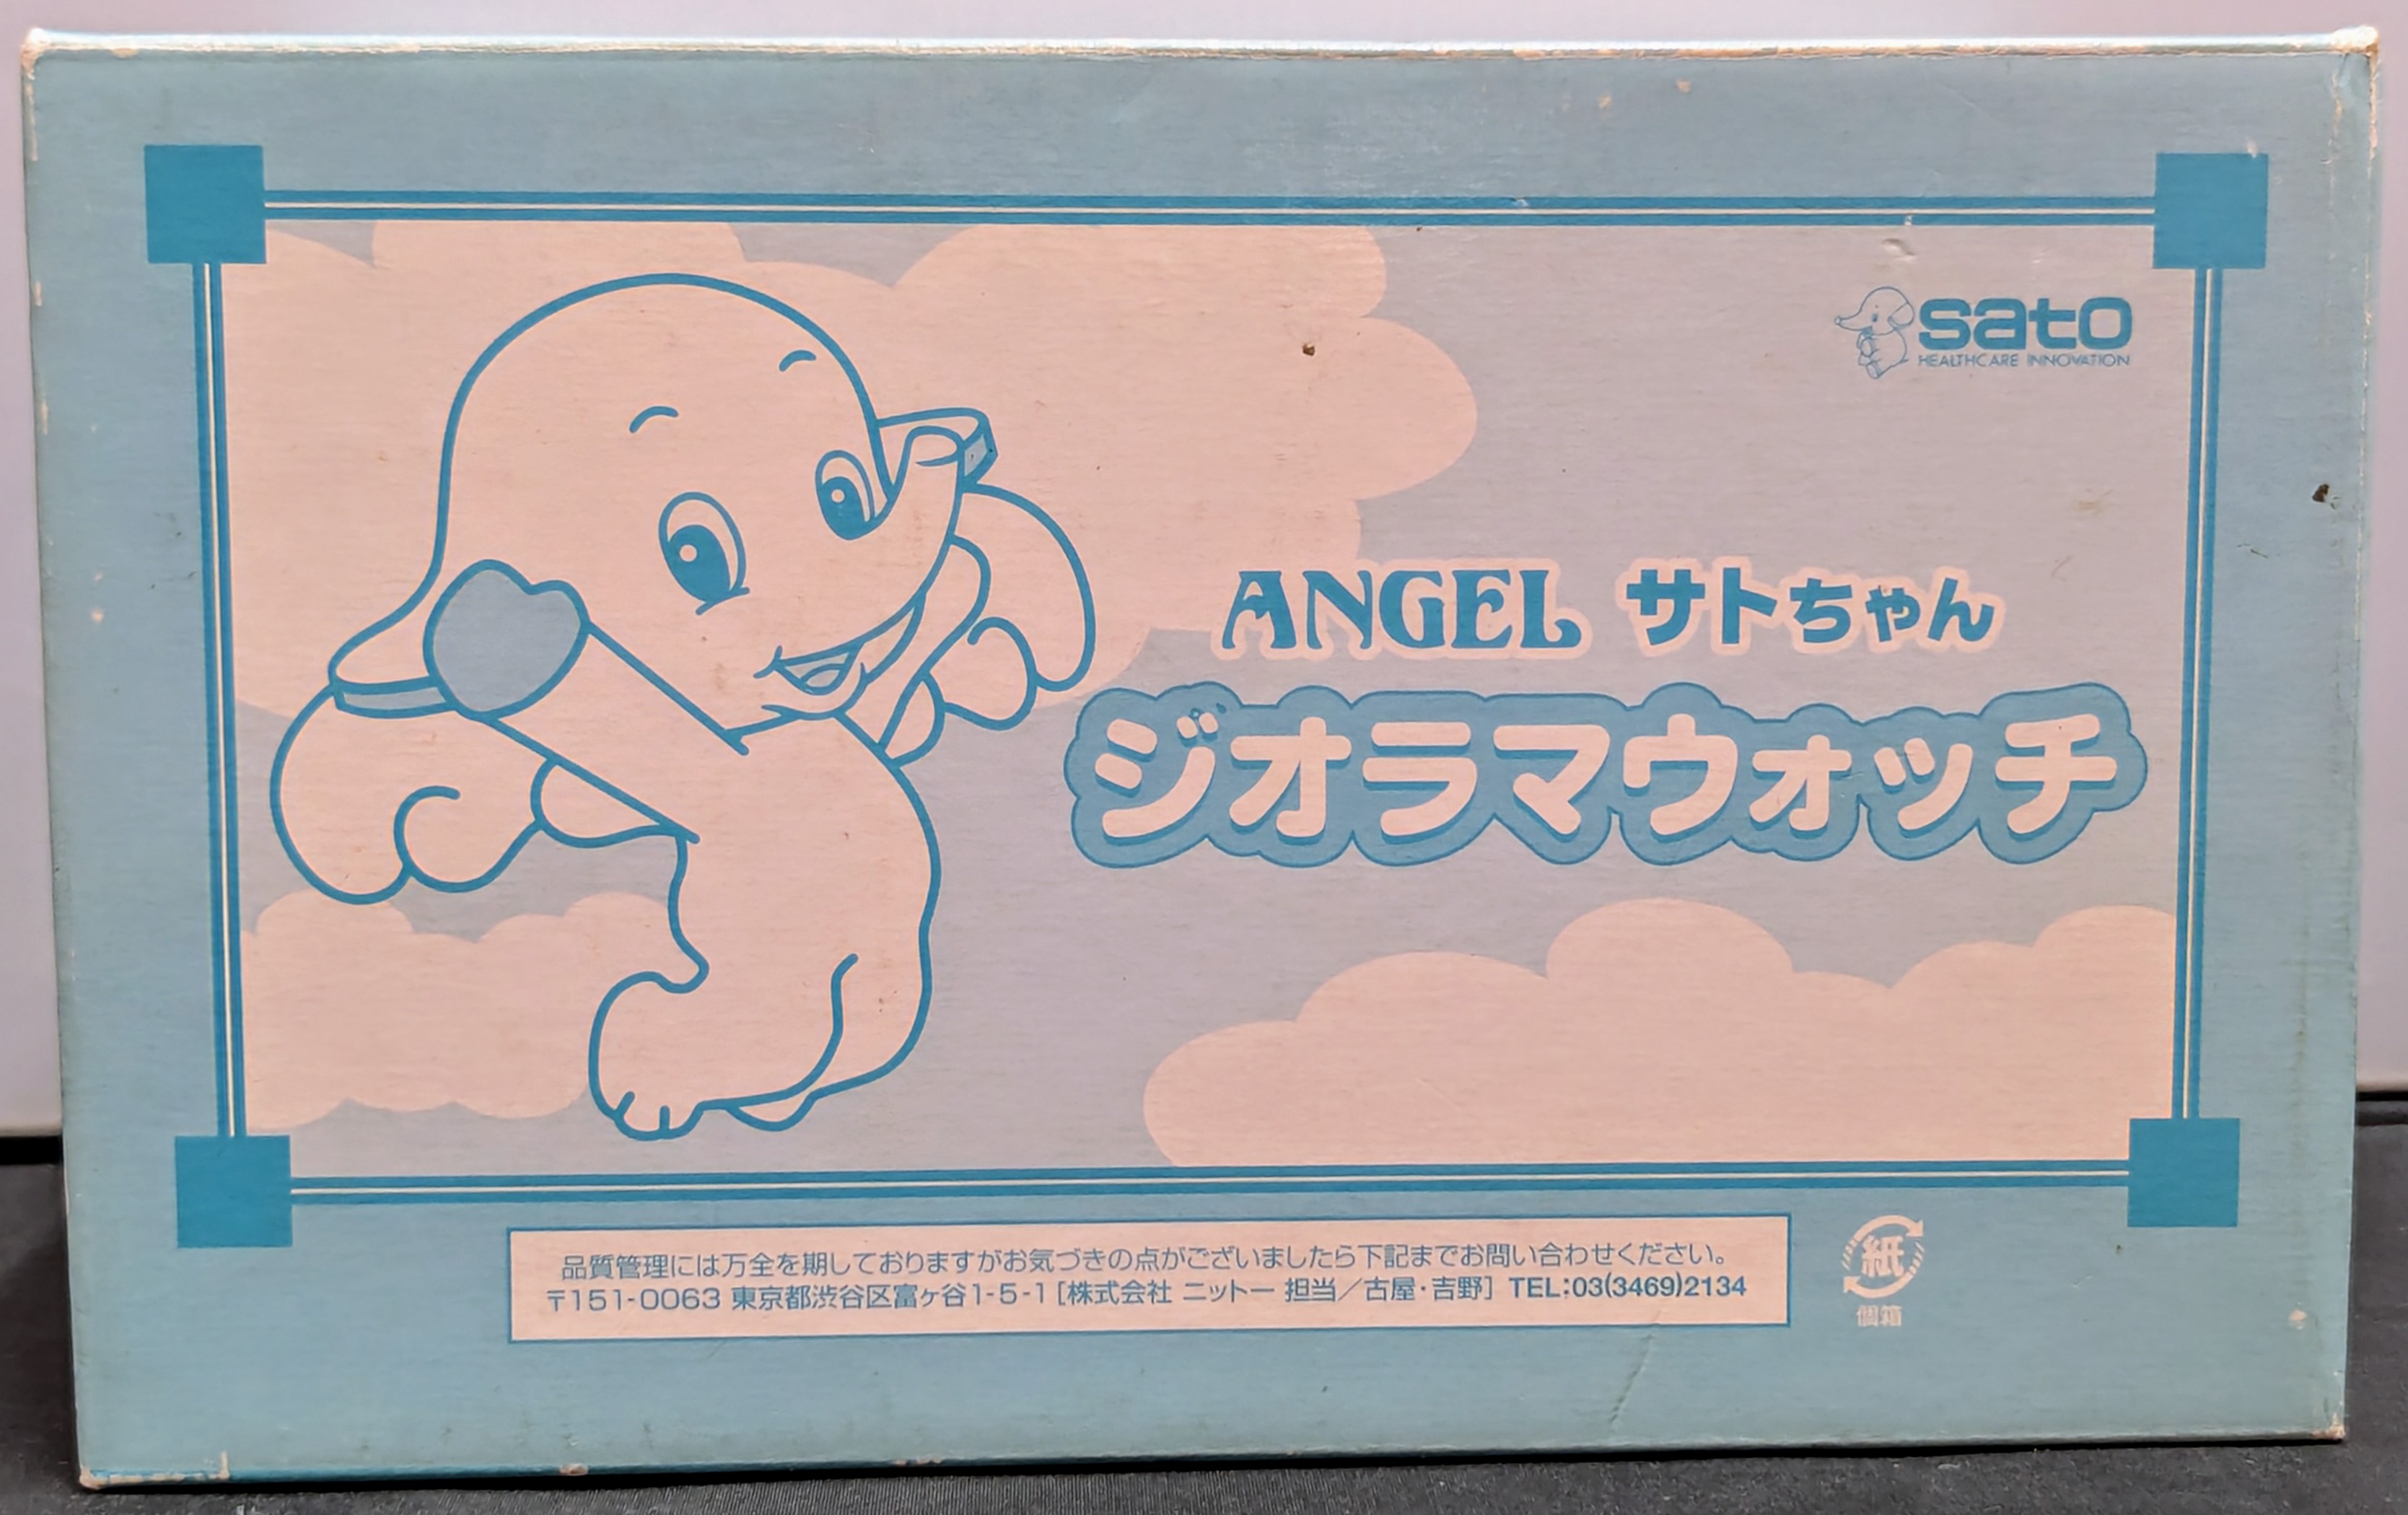 sato
HEALTHCARE INNOVATION
ANGEL サトちゃん
ジオラマウォッチ
品質管理には万全を期しておりますがお気づきの点がございましたら下記までお問い合わせください。
〒151-0063 東京都渋谷区富ヶ谷1-5-1 [株式会社 ニットー 担当／古屋・吉野] TEL:03(3469)2134
紙
個箱